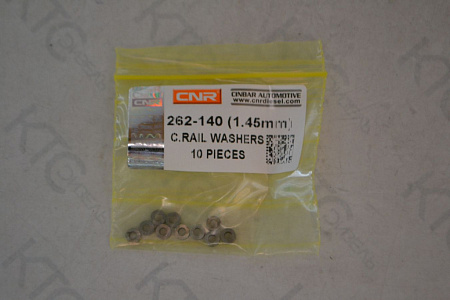 CNR
CINBAR AUTOMOTIVE
www.cnrdiesel.com
262-140 (1.45mm)
C.RAIL WASHERS
10 PIECES